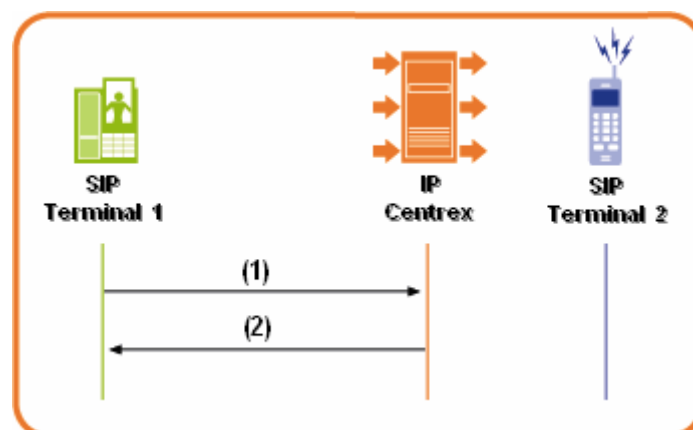 SIP
Terminal 1
IP
Centrex
SIP
Terminal 2
(1)
(2)